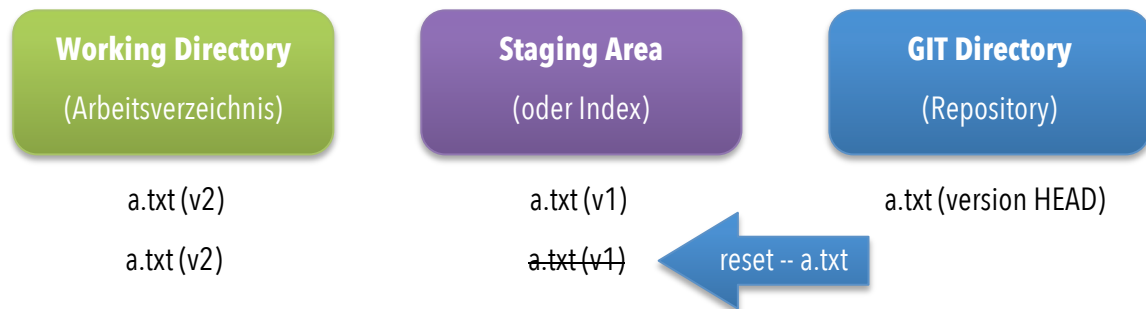 Working Directory
(Arbeitsverzeichnis)
Staging Area
(oder Index)
GIT Directory
(Repository)
a.txt (v2)
a.txt (v1)
a.txt (version HEAD)
a.txt (v2)
a.txt (v1)
reset -- a.txt